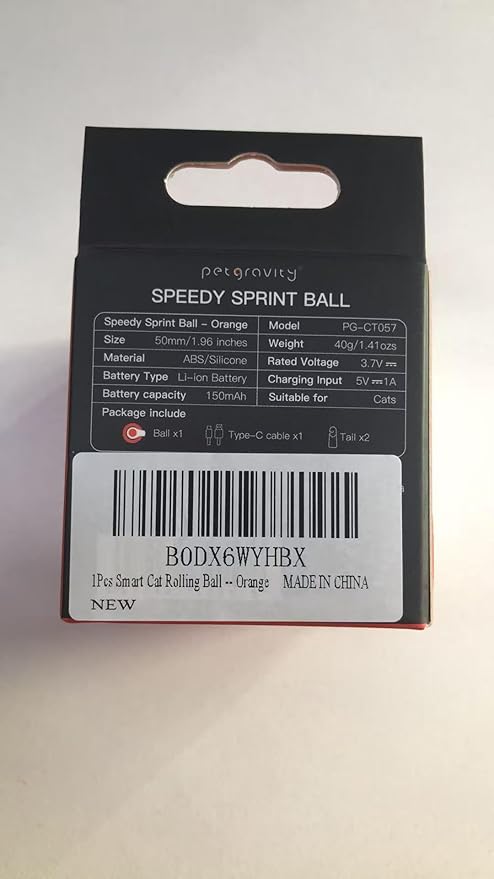 petgravity
SPEEDY SPRINT BALL
Speedy Sprint Ball - Orange Model PG-CT057
Size 50mm/1.96 inches Weight 40g/1.41ozs
Material ABS/Silicone Rated Voltage 3.7V⎓
Battery Type Li-ion Battery Charging Input 5V⎓1A
Battery capacity 150mAh Suitable for Cats
Package include
Ball x1 Type-C cable x1 Tail x2
B0DX6WYHBX
1Pcs Smart Cat Rolling Ball -- Orange MADE IN CHINA
NEW